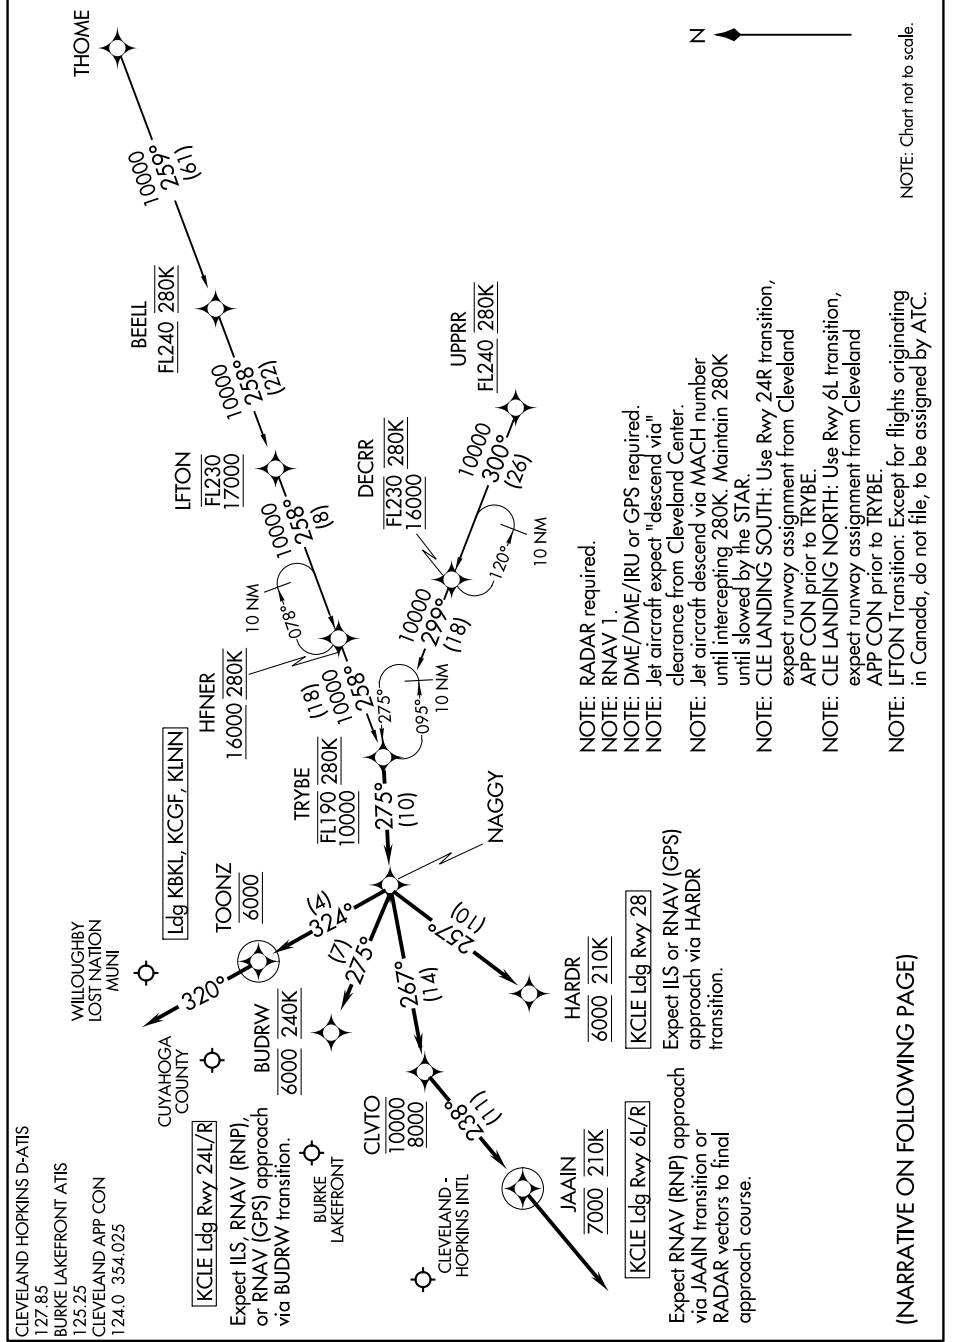 CLEVELAND HOPKINS D-ATIS
127.85
BURKE LAKEFRONT ATIS
125.25
CLEVELAND APP CON
124.0 354.025
WILLOUGHBY
LOST NATION
MUNI
CUYAHOGA
COUNTY
BURKE
LAKEFRONT
CLEVELAND -
HOPKINS INTL
Ldg KBKL, KCGF, KLNN
TOONZ
6000
320°
324°
(4)
KCLE Ldg Rwy 24L/R
Expect ILS, RNAV (RNP),
or RNAV (GPS) approach
via BUDRW transition.
BUDRW
6000 240K
(7)
275°
CLVTO
10000
8000
267°
(14)
238°
(11)
JAAIN
7000 210K
KCLE Ldg Rwy 6L/R
Expect RNAV (RNP) approach
via JAAIN transition or
RADAR vectors to final
approach course.
HARDR
6000 210K
257°
(10)
KCLE Ldg Rwy 28
Expect ILS or RNAV (GPS)
approach via HARDR
transition.
NAGGY
275°
(10)
TRYBE
FL190 280K
10000
275°
095°
10 NM
HFNER
16000 280K
(18)
10000
258°
10 NM
078°
LFTON
FL230
17000
10000
258°
(8)
BEELL
FL240 280K
10000
258°
(22)
THOME
10000
259°
(61)
DECRR
FL230 280K
16000
10000
299°
(18)
120°
10 NM
UPPRR
FL240 280K
10000
300°
(26)
N
NOTE: RADAR required.
NOTE: RNAV 1.
NOTE: DME/DME/IRU or GPS required.
NOTE: Jet aircraft expect "descend via"
clearance from Cleveland Center.
NOTE: Jet aircraft descend via MACH number
until intercepting 280K. Maintain 280K
until slowed by the STAR.
NOTE: CLE LANDING SOUTH: Use Rwy 24R transition,
expect runway assignment from Cleveland
APP CON prior to TRYBE.
NOTE: CLE LANDING NORTH: Use Rwy 6L transition,
expect runway assignment from Cleveland
APP CON prior to TRYBE.
NOTE: LFTON Transition: Except for flights originating
in Canada, do not file, to be assigned by ATC.
NOTE: Chart not to scale.
(NARRATIVE ON FOLLOWING PAGE)